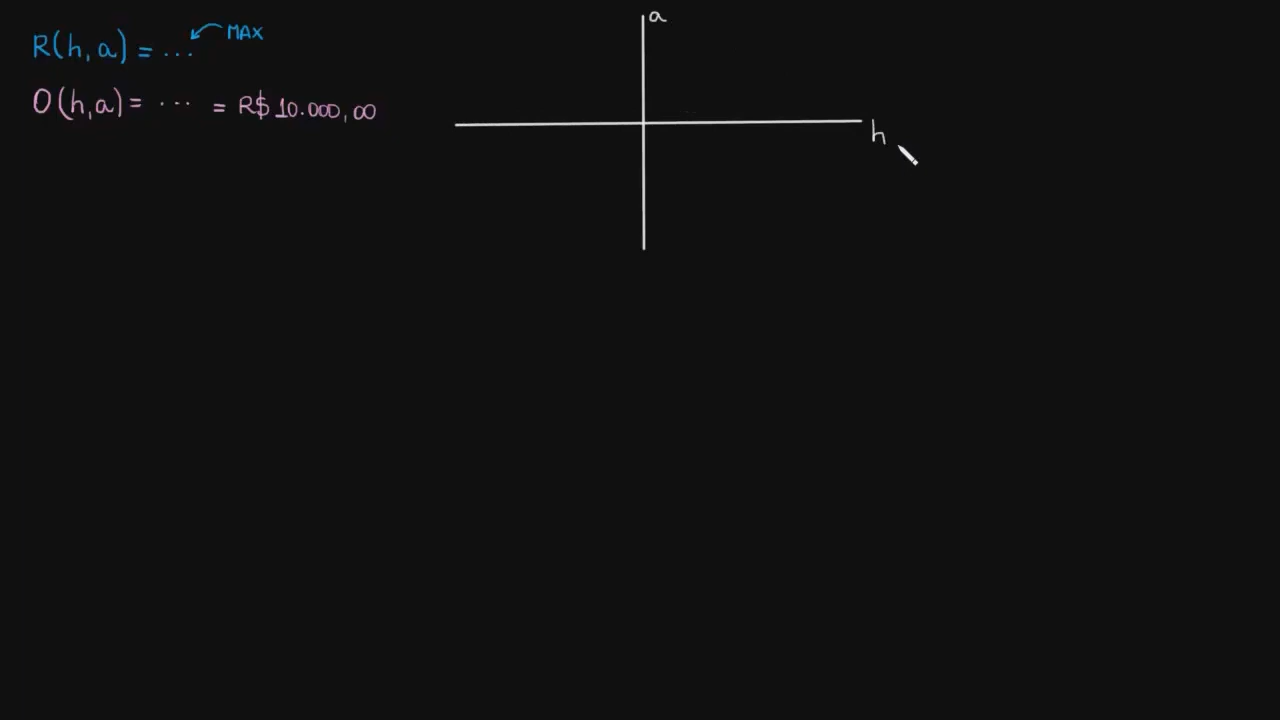 R(h,a) = ... MAX
O(h,a) = ... = R$ 10.000,00
a
h